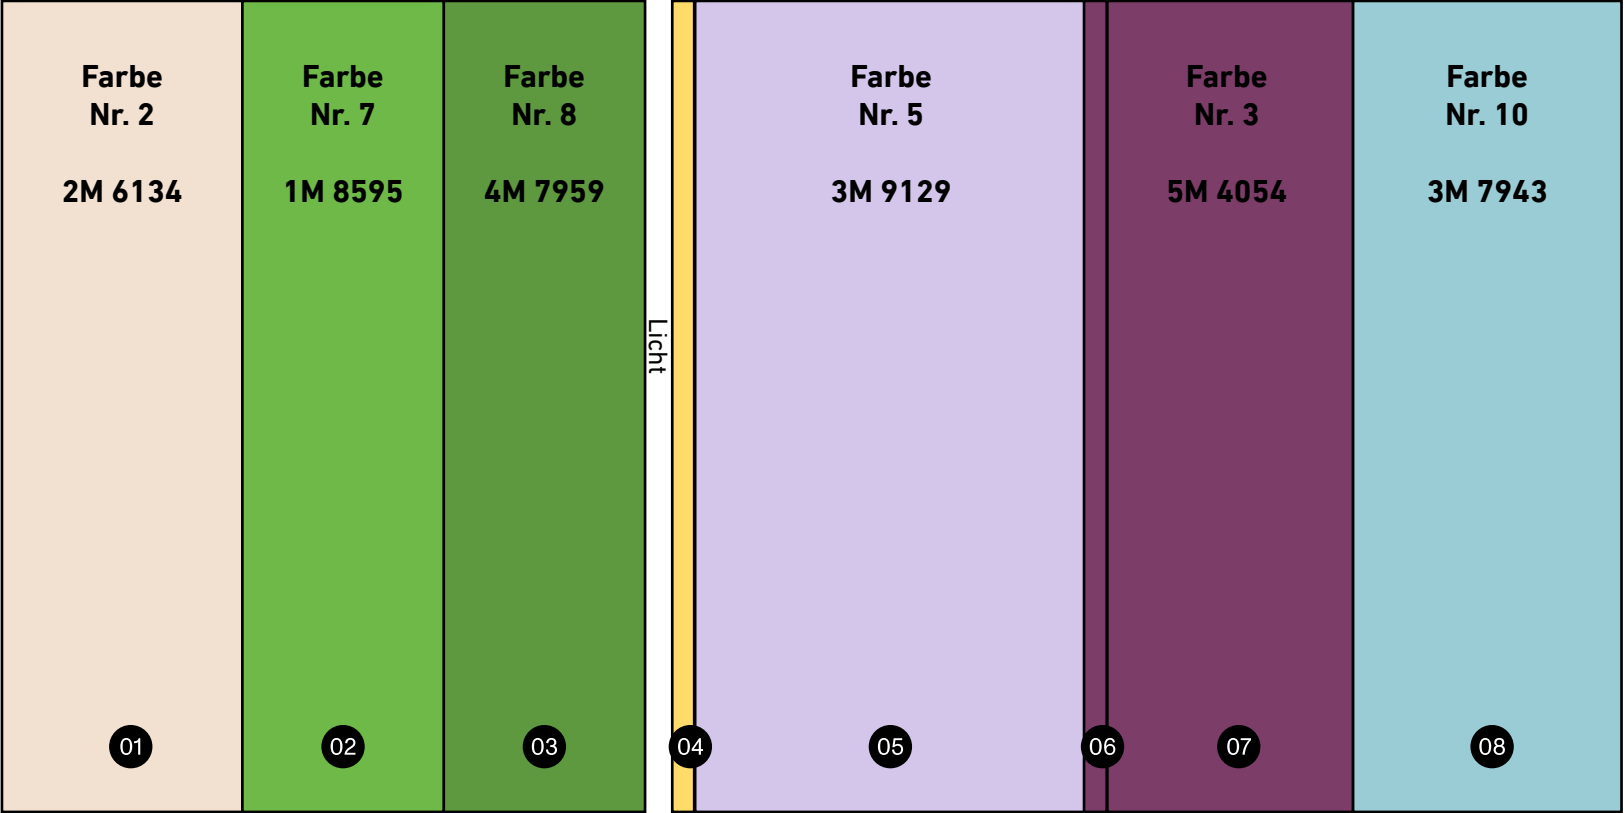 Farbe
Nr. 2
2M 6134
01
Farbe
Nr. 7
1M 8595
02
Farbe
Nr. 8
4M 7959
03
Licht
04
Farbe
Nr. 5
3M 9129
05
06
Farbe
Nr. 3
5M 4054
07
Farbe
Nr. 10
3M 7943
08